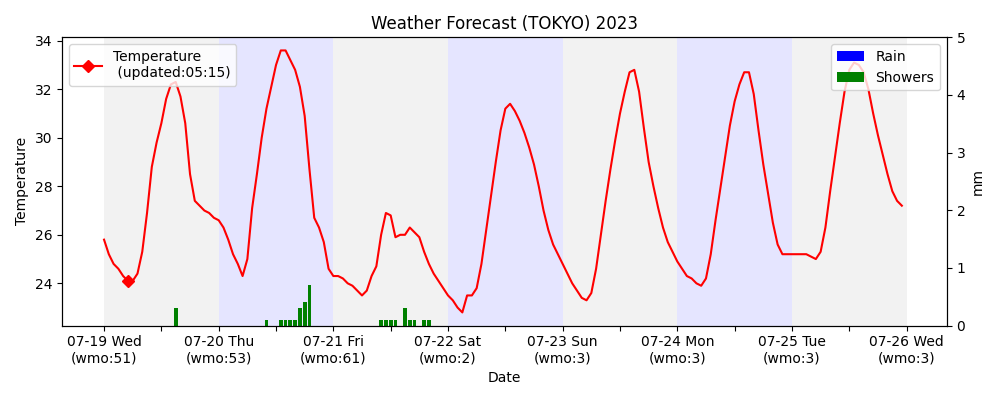 Weather Forecast (TOKYO) 2023
Temperature
(updated:05:15)
Rain
Showers
34
32
30
28
26
24
Temperature
5
4
3
2
1
0
mm
07-19 Wed
(wmo:51)
07-20 Thu
(wmo:53)
07-21 Fri
(wmo:61)
07-22 Sat
(wmo:2)
07-23 Sun
(wmo:3)
07-24 Mon
(wmo:3)
07-25 Tue
(wmo:3)
07-26 Wed
(wmo:3)
Date